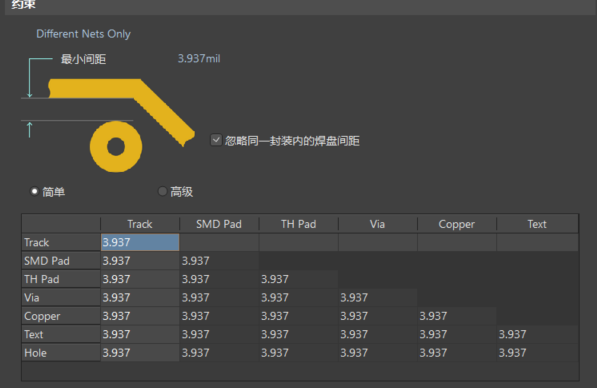 约束
Different Nets Only
最小间距 3.937mil
忽略同一封装内的焊盘间距
简单 高级
Track SMD Pad TH Pad Via Copper Text
Track 3.937
SMD Pad 3.937 3.937
TH Pad 3.937 3.937 3.937
Via 3.937 3.937 3.937 3.937
Copper 3.937 3.937 3.937 3.937 3.937
Text 3.937 3.937 3.937 3.937 3.937 3.937
Hole 3.937 3.937 3.937 3.937 3.937 3.937